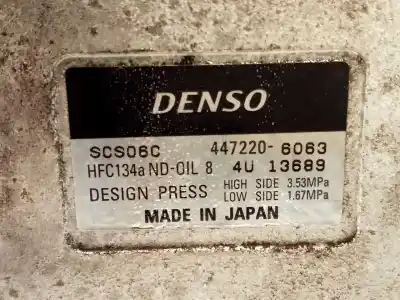 DENSO
SCS06C 447220-6063
HFC134a ND-OIL 8 4U 13689
DESIGN PRESS HIGH SIDE 3.53MPa
LOW SIDE 1.67MPa
MADE IN JAPAN